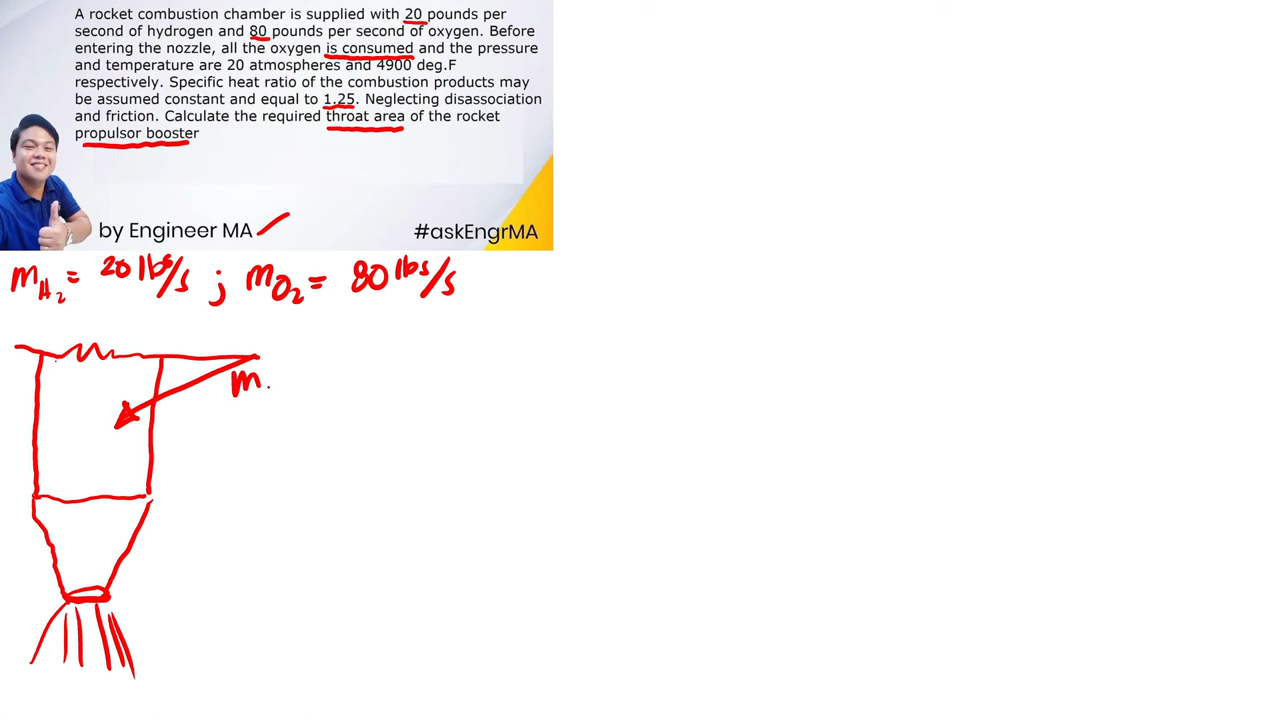 A rocket combustion chamber is supplied with 20 pounds per
second of hydrogen and 80 pounds per second of oxygen. Before
entering the nozzle, all the oxygen is consumed and the pressure
and temperature are 20 atmospheres and 4900 deg.F
respectively. Specific heat ratio of the combustion products may
be assumed constant and equal to 1.25. Neglecting disassociation
and friction. Calculate the required throat area of the rocket
propulsor booster
by Engineer MA
#askEngrMA
m H₂ = 20 lbs/s ; m O₂ = 80 lbs/s
m.